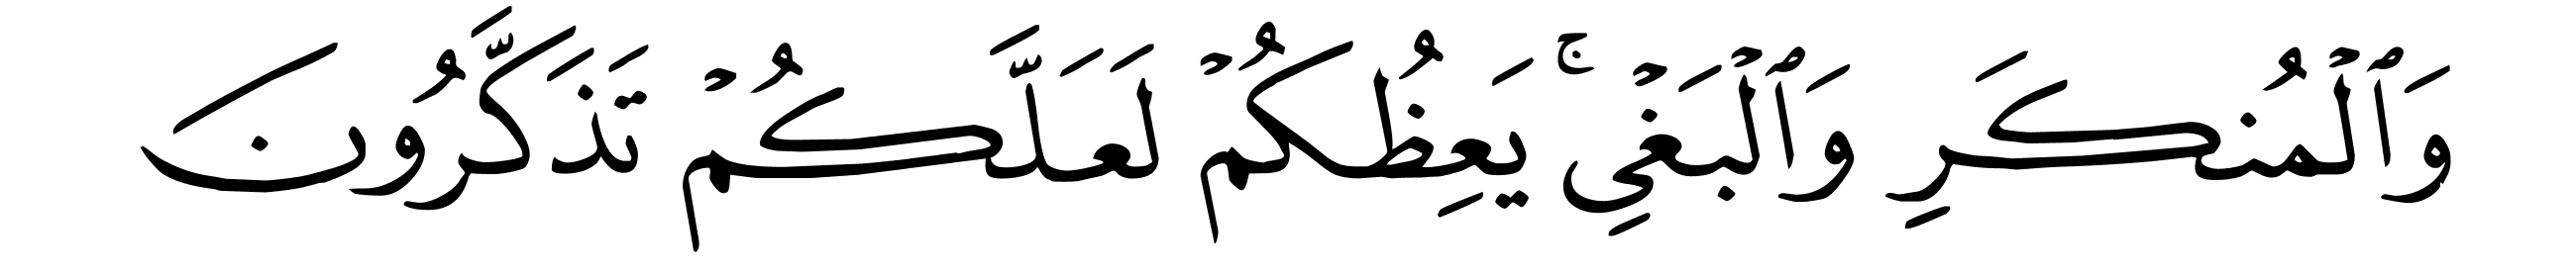 وَٱلْمُنكَرِ وَٱلْبَغْيِ ۚ يَعِظُكُمْ لَعَلَّكُمْ تَذَكَّرُونَ